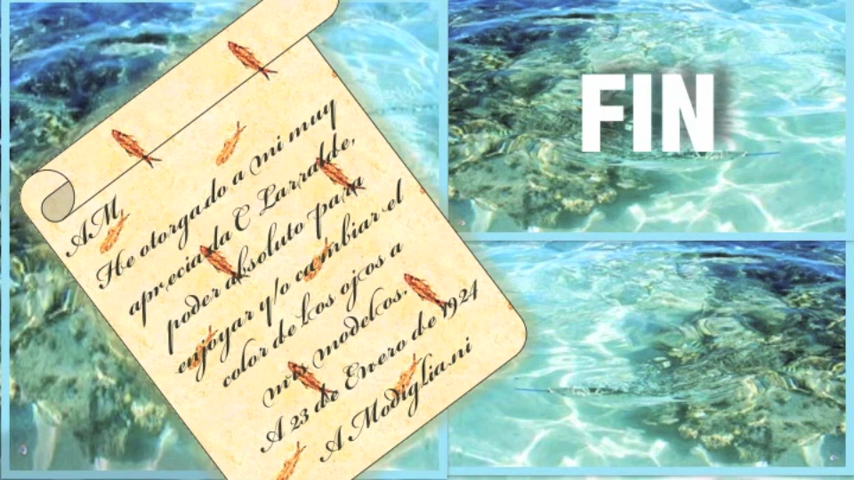 AM
He otorgado a mi muy
apreciada C Larralde,
poder absoluto para
enjoyar y/o cambiar el
color de los ojos a
mis modelos.
A 23 de Enero de 1924
A Modigliani
FIN